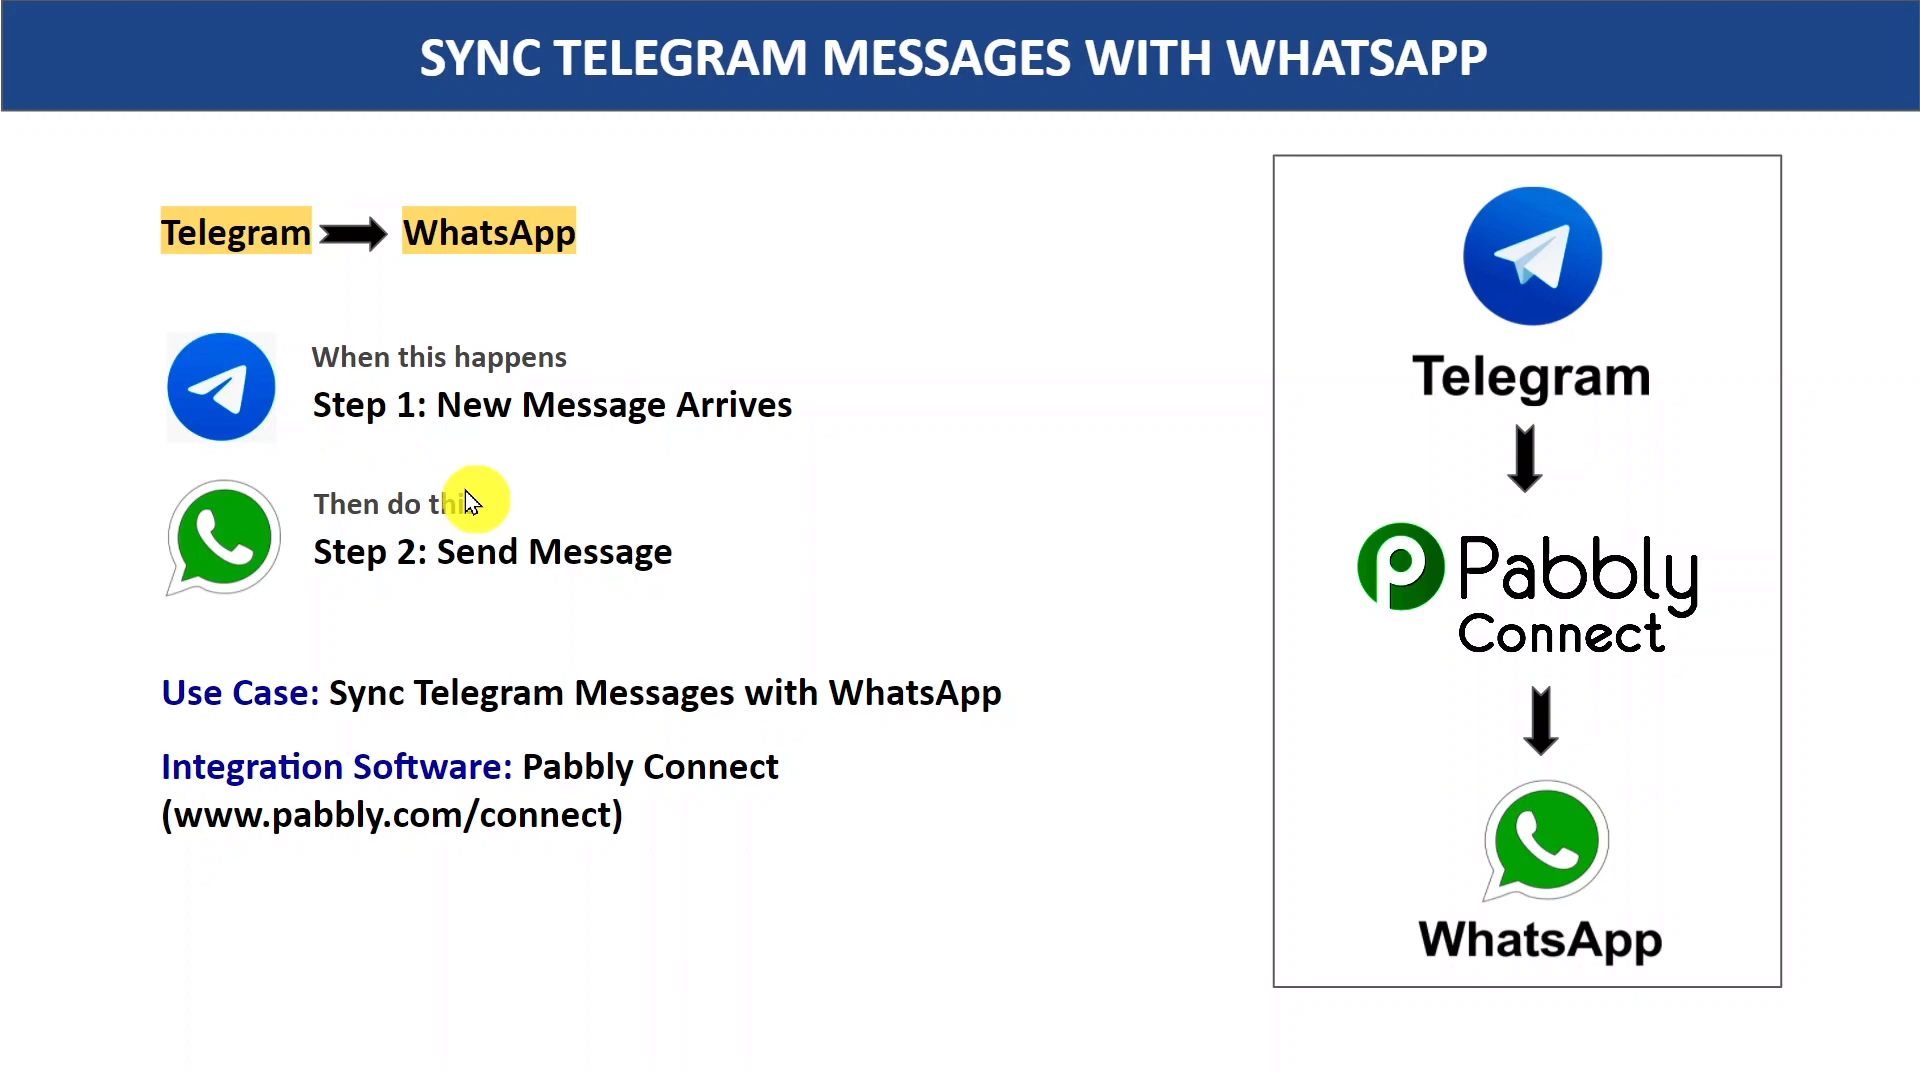 SYNC TELEGRAM MESSAGES WITH WHATSAPP
Telegram WhatsApp
When this happens
Step 1: New Message Arrives
Then do
Step 2: Send Message
Use Case: Sync Telegram Messages with WhatsApp
Integration Software: Pabbly Connect
(www.pabbly.com/connect)
Telegram
Pabbly
Connect
WhatsApp